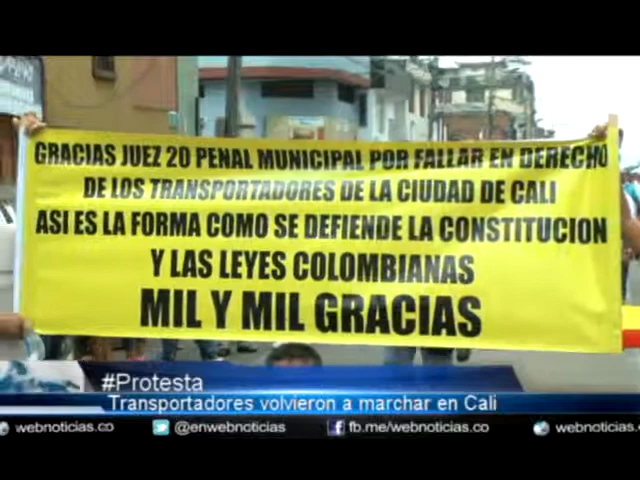 GRACIAS JUEZ 20 PENAL MUNICIPAL POR FALLAR EN DERECHO
DE LOS TRANSPORTADORES DE LA CIUDAD DE CALI
ASI ES LA FORMA COMO SE DEFIENDE LA CONSTITUCION
Y LAS LEYES COLOMBIANAS
MIL Y MIL GRACIAS
#Protesta
Transportadores volvieron a marchar en Cali
webnoticias.co @enwebnoticias fb.me/webnoticias.co webnoticias.co